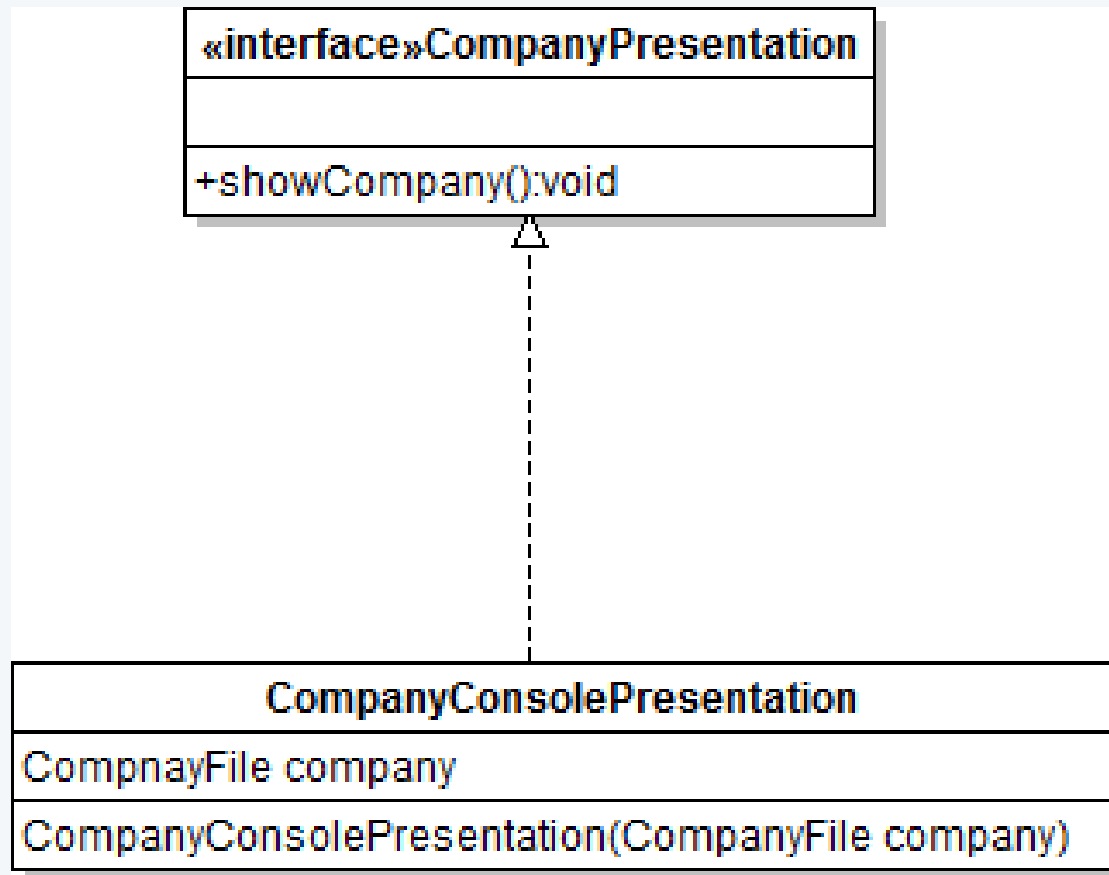 «interface»CompanyPresentation
+showCompany():void
CompanyConsolePresentation
CompnayFile company
CompanyConsolePresentation(CompanyFile company)